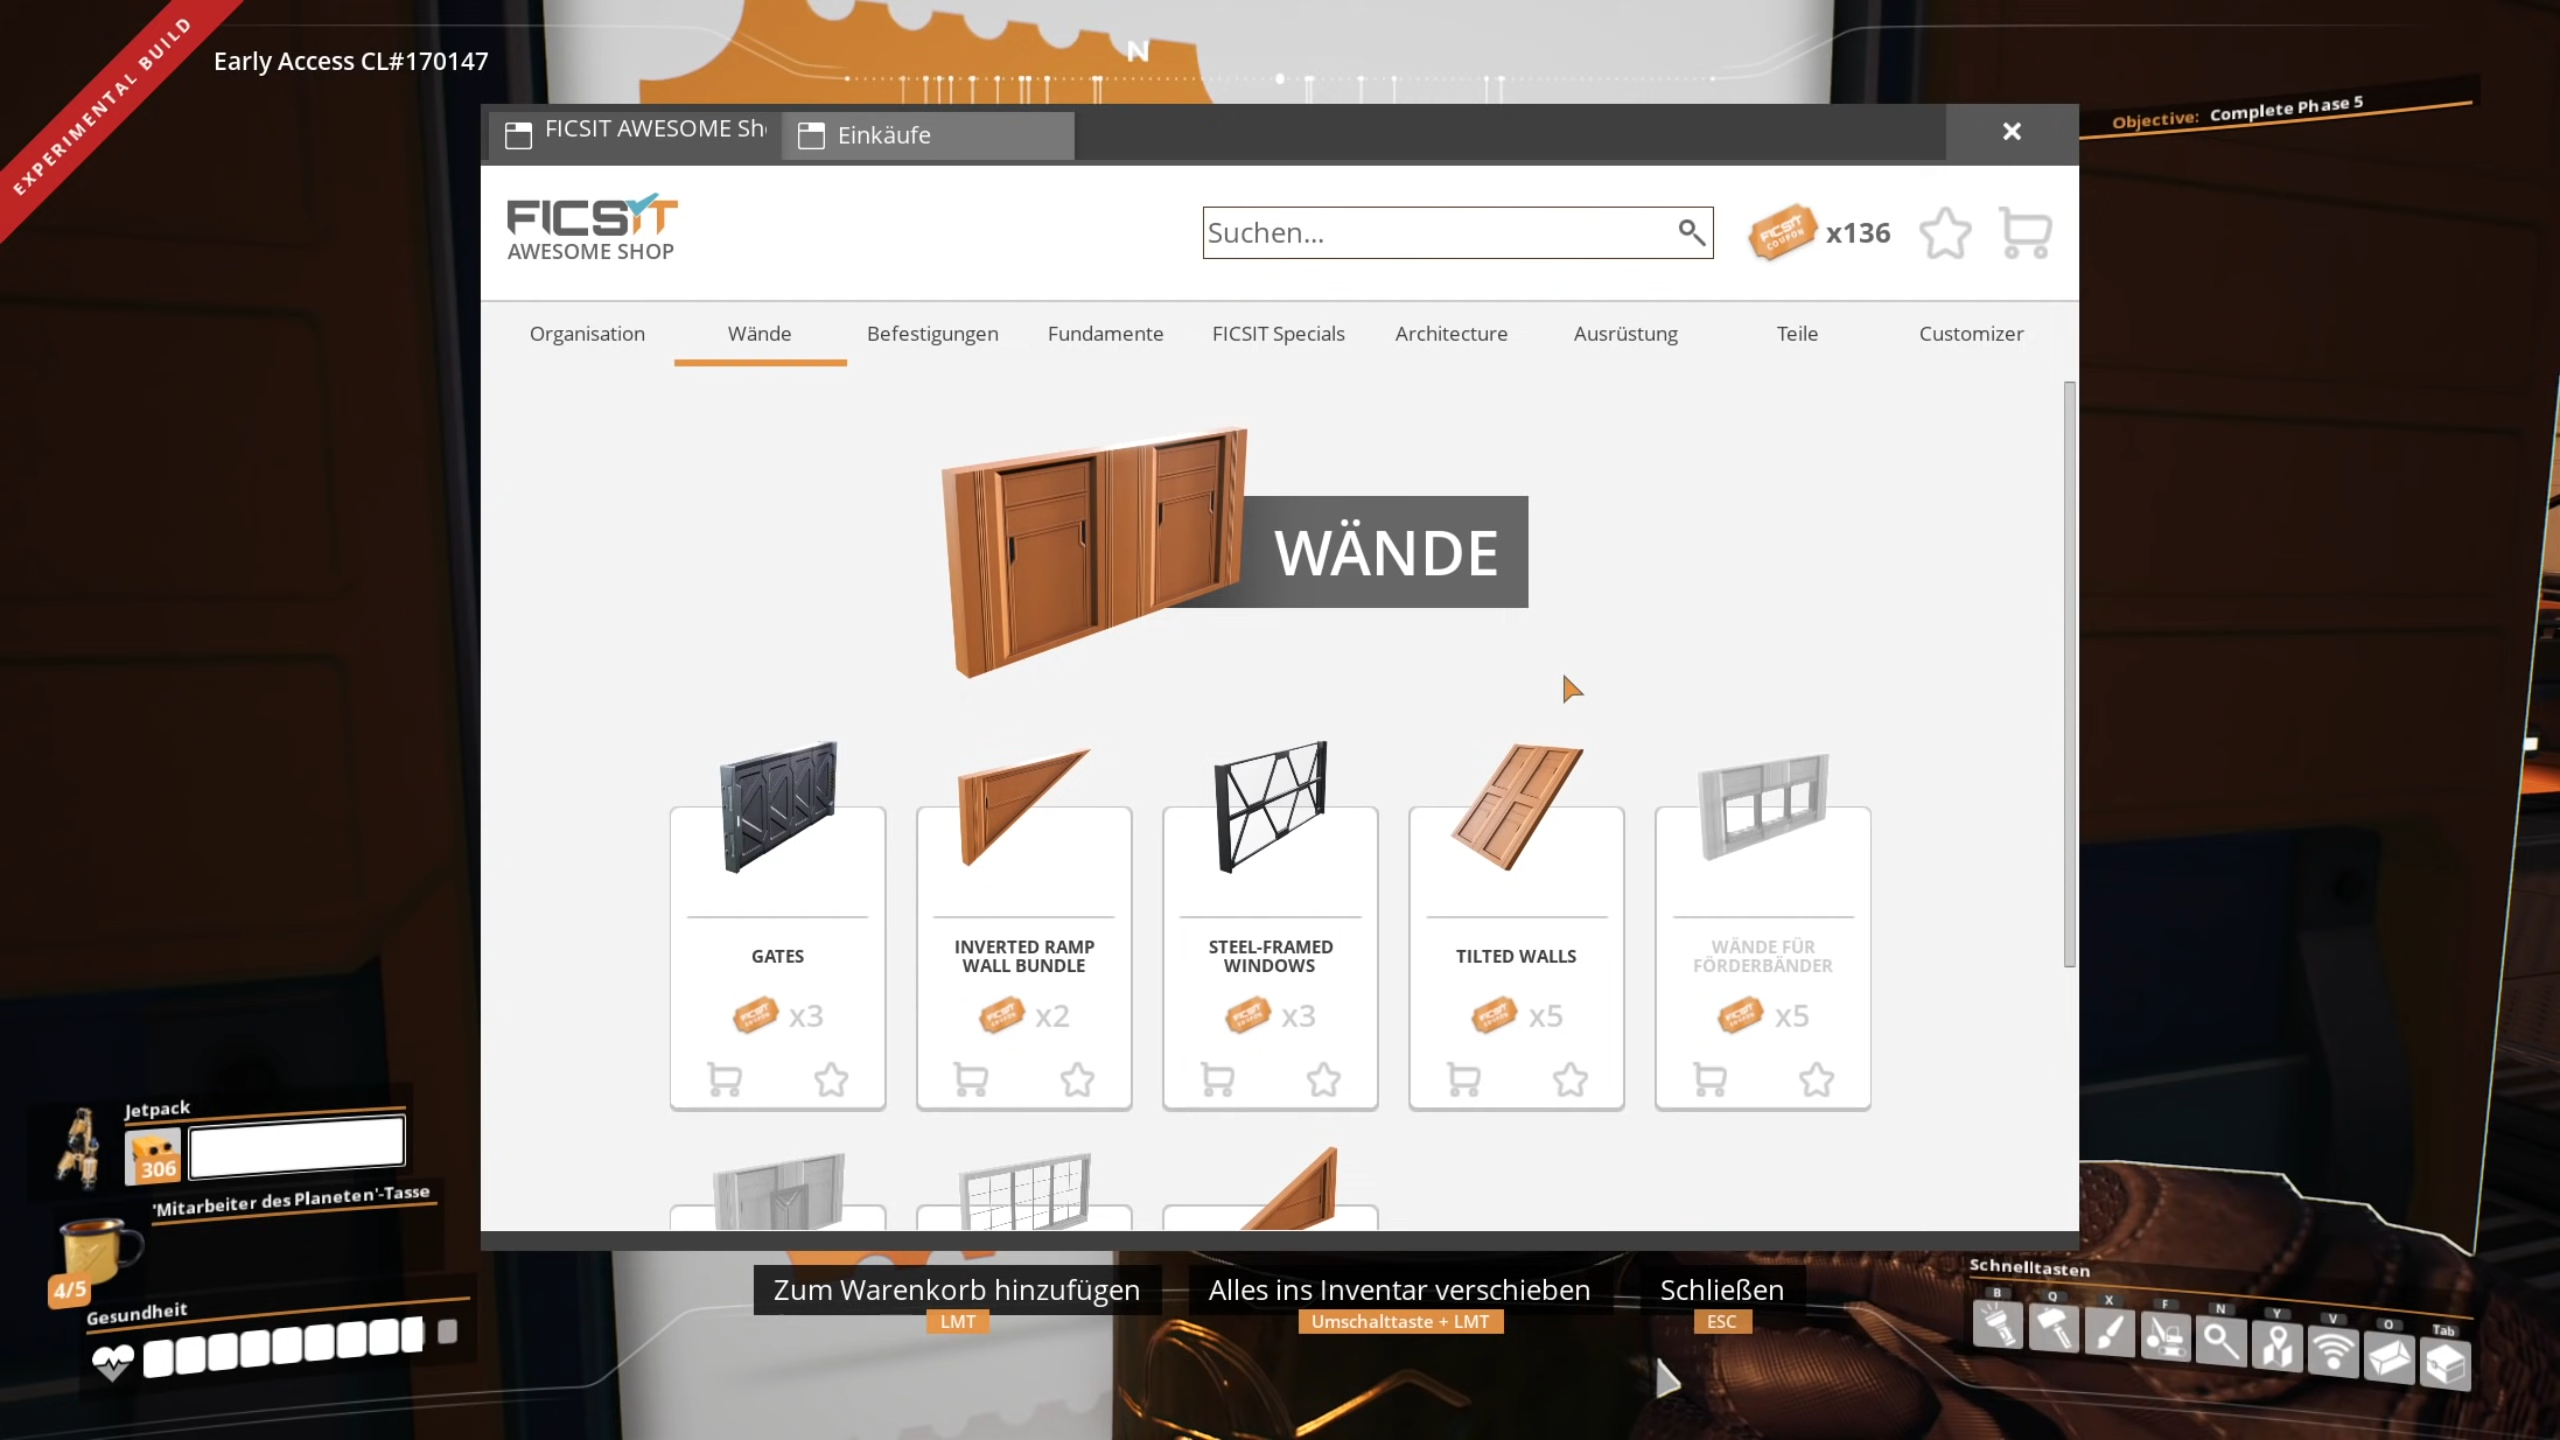 EXPERIMENTAL BUILD
Early Access CL#170147
N
Objective: Complete Phase 5
FICSIT AWESOME Sh
Einkäufe
FICSIT
AWESOME SHOP
Suchen...
FICSIT
COUPON
x136
Organisation
Wände
Befestigungen
Fundamente
FICSIT Specials
Architecture
Ausrüstung
Teile
Customizer
WÄNDE
GATES
x3
INVERTED RAMP
WALL BUNDLE
x2
STEEL-FRAMED
WINDOWS
x3
TILTED WALLS
x5
WÄNDE FÜR
FÖRDERBÄNDER
x5
Jetpack
306
'Mitarbeiter des Planeten'-Tasse
4/5
Gesundheit
Zum Warenkorb hinzufügen
LMT
Alles ins Inventar verschieben
Umschalttaste + LMT
Schließen
ESC
Schnelltasten
B
Q
X
F
N
Y
V
O
Tab